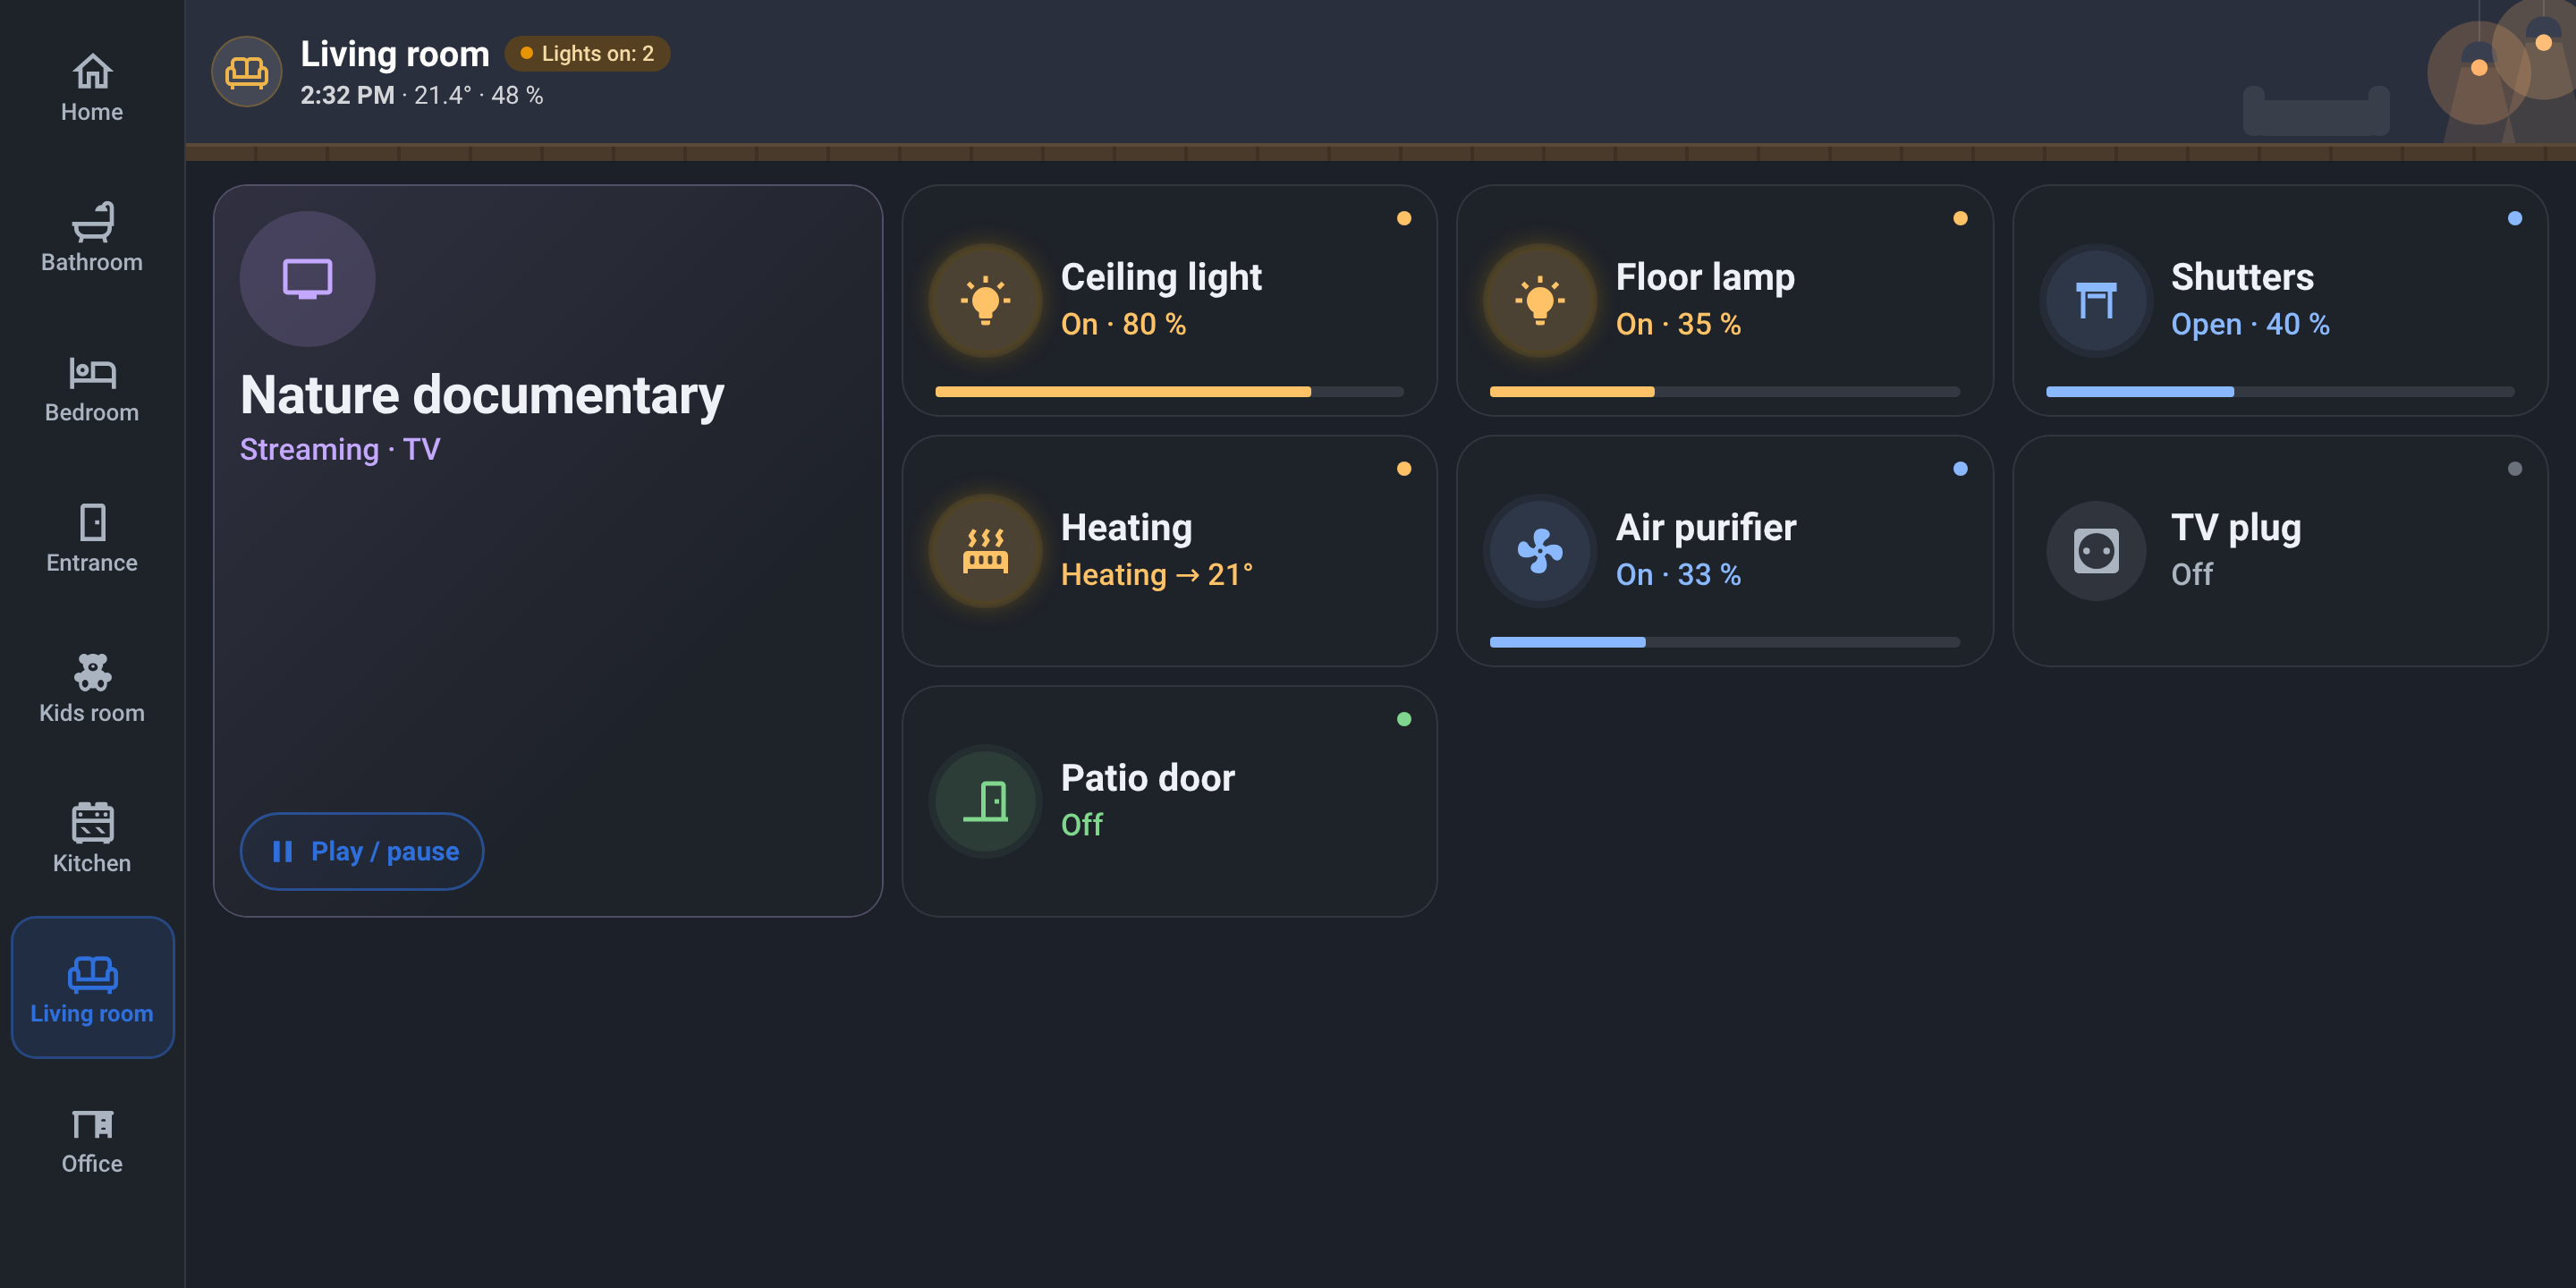 Home
Bathroom
Bedroom
Entrance
Kids room
Kitchen
Living room
Office
Living room
Lights on: 2
2:32 PM · 21.4° · 48 %
Nature documentary
Streaming · TV
Play / pause
Ceiling light
On · 80 %
Floor lamp
On · 35 %
Shutters
Open · 40 %
Heating
Heating → 21°
Air purifier
On · 33 %
TV plug
Off
Patio door
Off